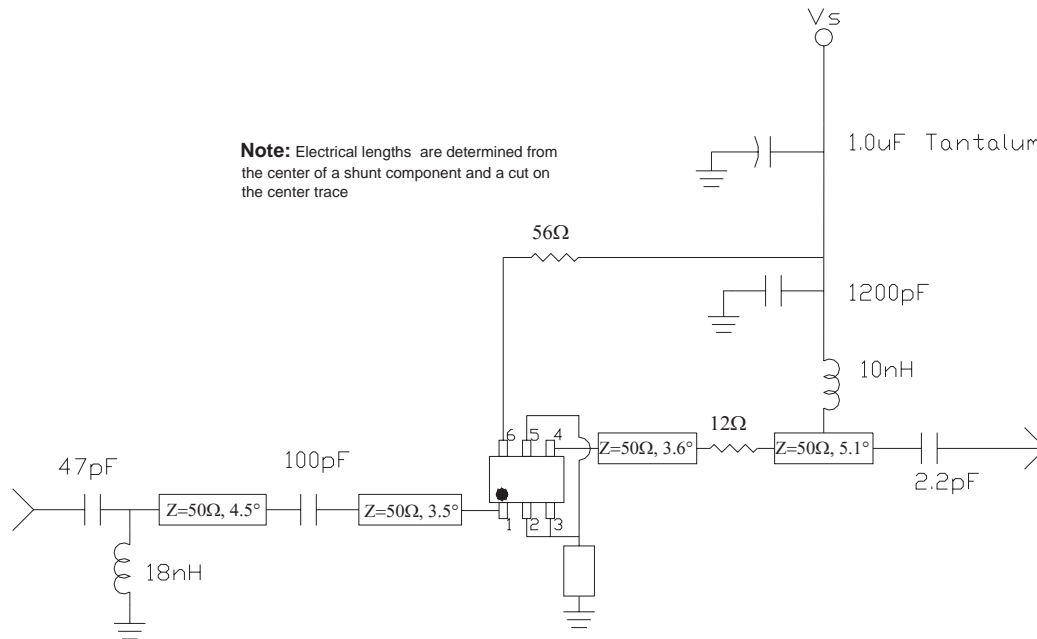 Vs
1.0uF Tantalum
Note: Electrical lengths are determined from
the center of a shunt component and a cut on
the center trace
56Ω
1200pF
10nH
12Ω
6 5 4
Z=50Ω, 3.6°
Z=50Ω, 5.1°
2.2pF
47pF
100pF
Z=50Ω, 4.5°
Z=50Ω, 3.5°
1 2 3
18nH